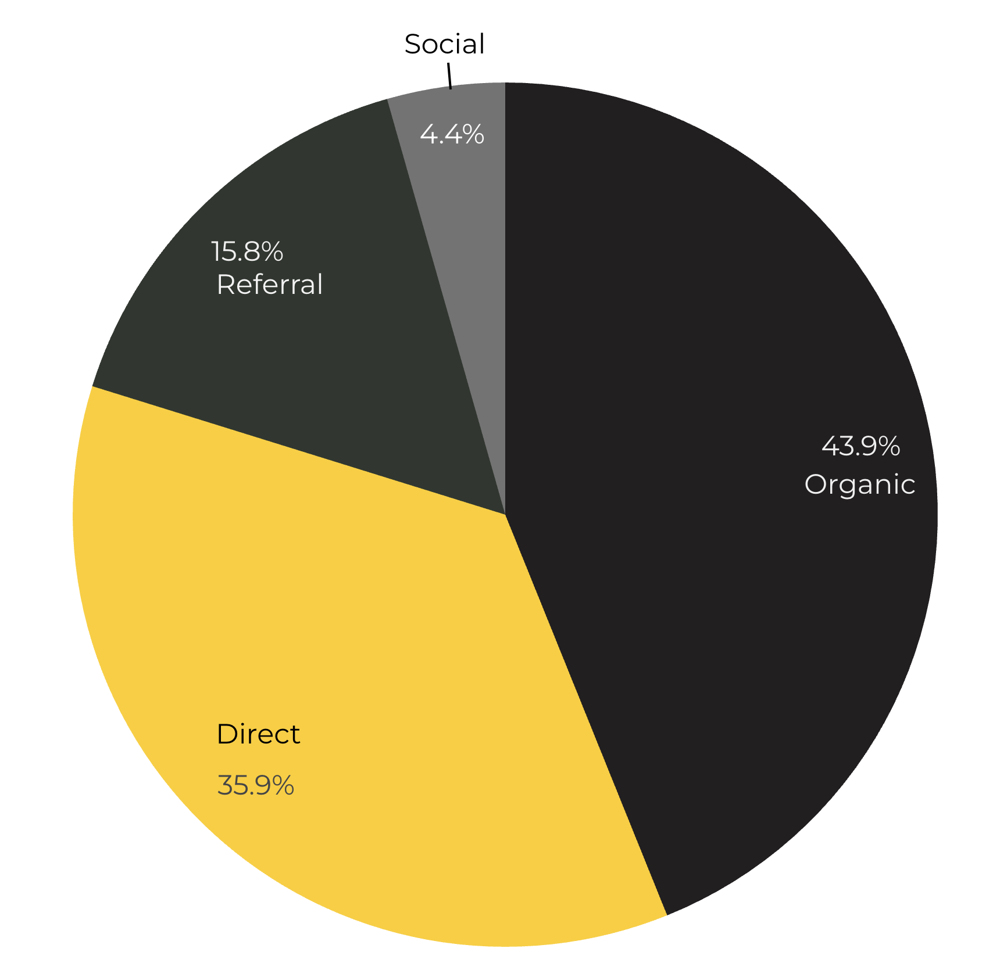 Social
4.4%
15.8%
Referral
43.9%
Organic
Direct
35.9%